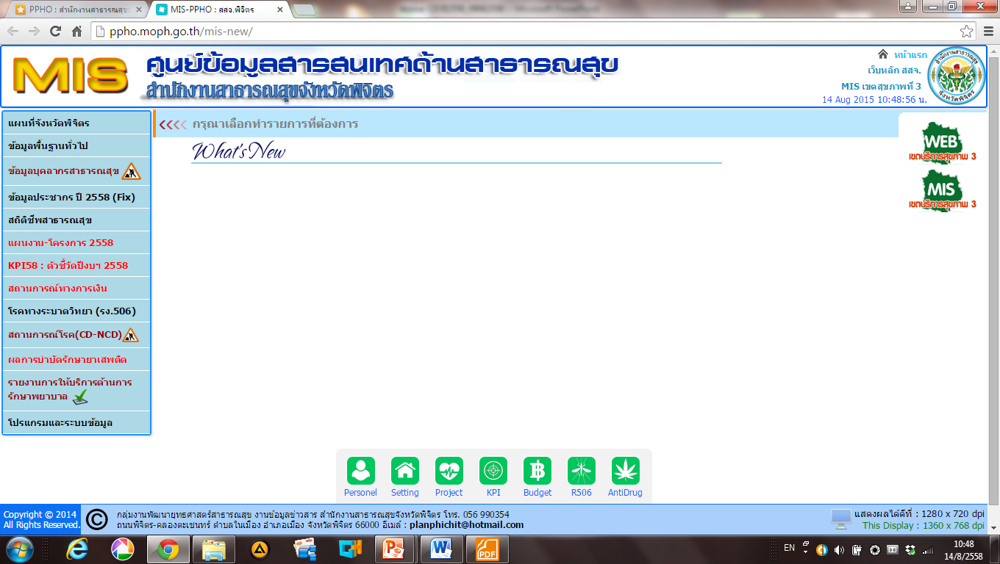 PPHO : สำนักงานสาธารณสุข
MIS-PPHO : สสจ.พิจิตร
ppho.moph.go.th/mis-new/
MIS
ศูนย์ข้อมูลสารสนเทศด้านสาธารณสุข
สำนักงานสาธารณสุขจังหวัดพิจิตร
หน้าแรก
เว็บหลัก สสจ.
MIS เขตสุขภาพที่ 3
14 Aug 2015 10:48:56 น.
สำนักงานสาธารณสุข
จังหวัดพิจิตร
แผนที่จังหวัดพิจิตร
ข้อมูลพื้นฐานทั่วไป
ข้อมูลบุคลากรสาธารณสุข
ข้อมูลประชากร ปี 2558 (Fix)
สถิติชีพสาธารณสุข
แผนงาน-โครงการ 2558
KPI58 : ตัวชี้วัดปีงบฯ 2558
สถานการณ์ทางการเงิน
โรคทางระบาดวิทยา (รง.506)
สถานการณ์โรค(CD-NCD)
ผลการบำบัดรักษายาเสพติด
รายงานการให้บริการด้านการ
รักษาพยาบาล
โปรแกรมและระบบข้อมูล
กรุณาเลือกทำรายการที่ต้องการ
What's New
WEB
เขตบริการสุขภาพ 3
MIS
เขตบริการสุขภาพ 3
Personel Setting Project KPI Budget R506 AntiDrug
Copyright © 2014
All Rights Reserved.
กลุ่มงานพัฒนายุทธศาสตร์สาธารณสุข งานข้อมูลข่าวสาร สำนักงานสาธารณสุขจังหวัดพิจิตร โทร. 056 990354
ถนนพิจิตร-คลองตะเชนทร์ ตำบลในเมือง อำเภอเมือง จังหวัดพิจิตร 66000 อีเมล์ : planphichit@hotmail.com
แสดงผลได้ดีที่ : 1280 x 720 dpi
This Display : 1360 x 768 dpi
PDF
EN
10:48
14/8/2558